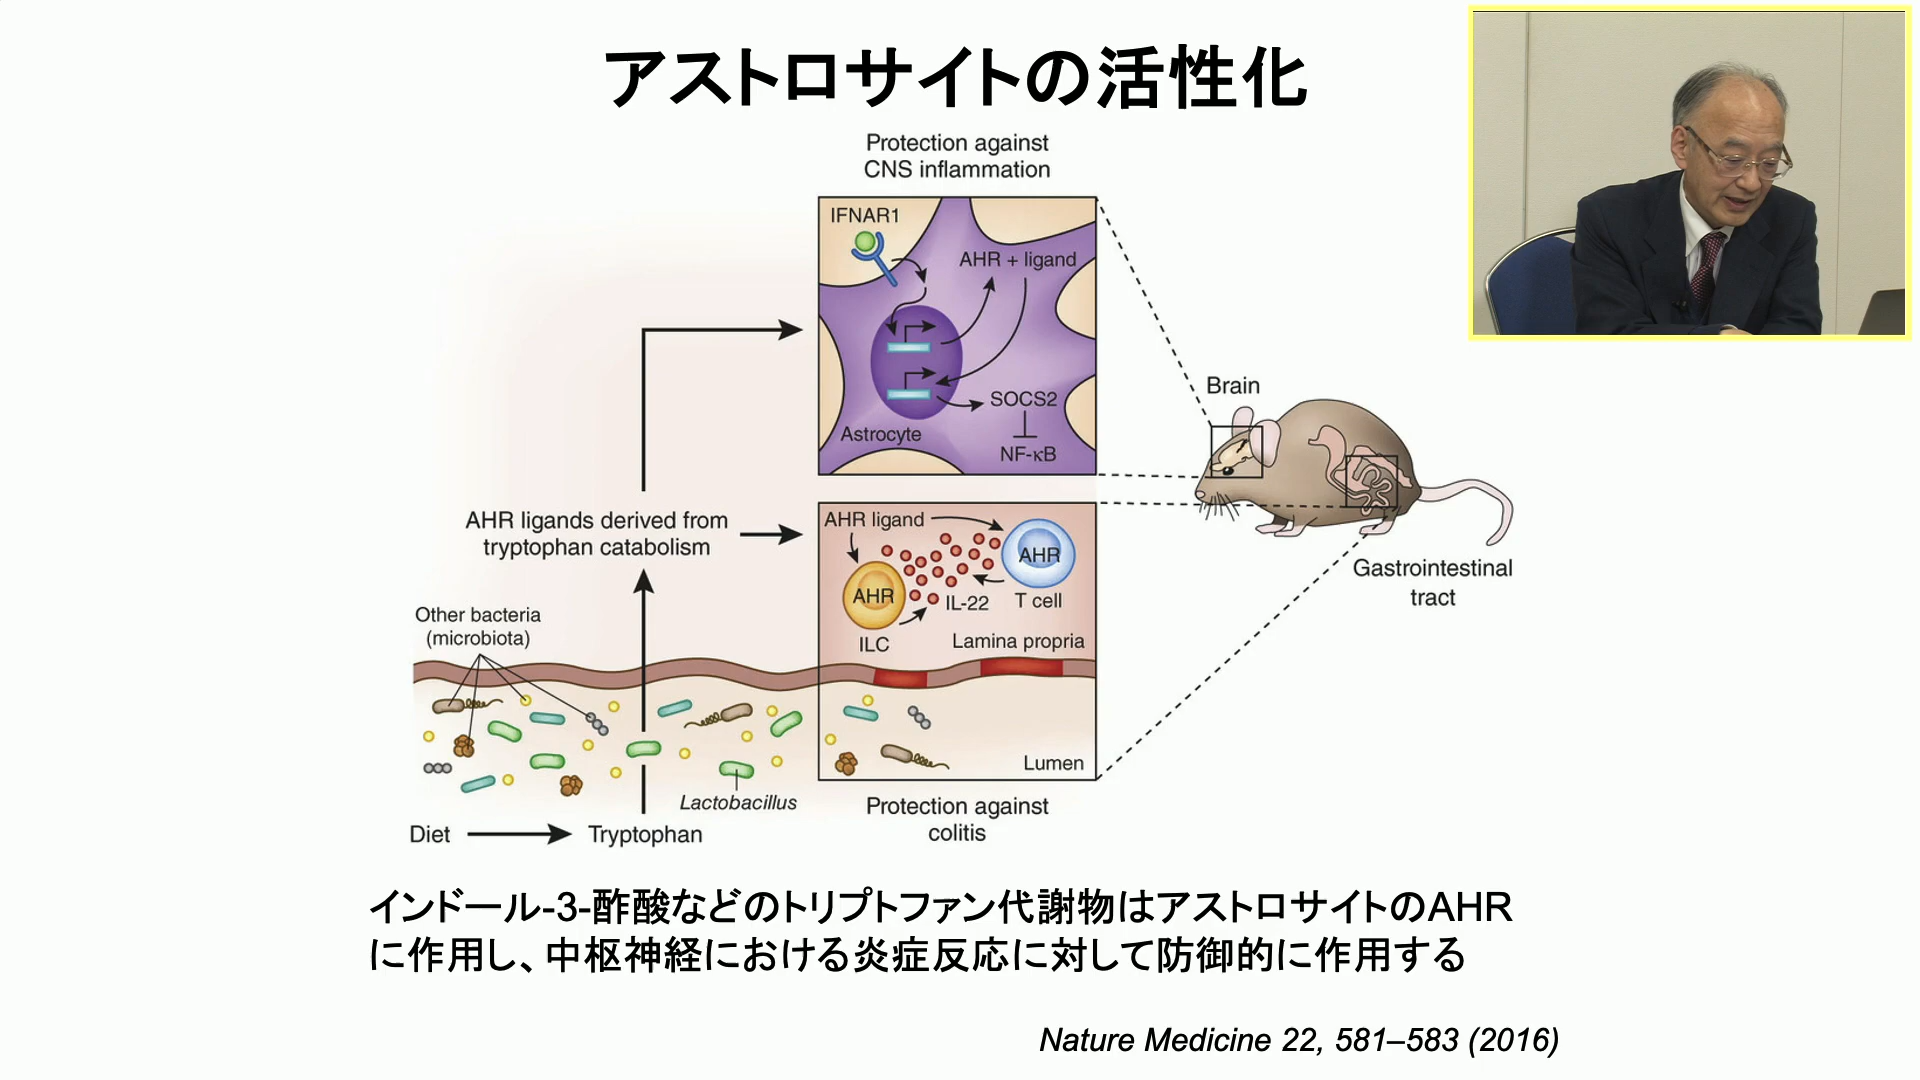 アストロサイトの活性化
Protection against
CNS inflammation
IFNAR1
AHR + ligand
SOCS2
Astrocyte
NF-κB
Brain
AHR ligands derived from
tryptophan catabolism
AHR ligand
AHR
AHR
IL-22
T cell
ILC
Lamina propria
Gastrointestinal
tract
Other bacteria
(microbiota)
Lumen
Lactobacillus
Protection against
colitis
Diet
Tryptophan
インドール-3-酢酸などのトリプトファン代謝物はアストロサイトのAHR
に作用し、中枢神経における炎症反応に対して防御的に作用する
Nature Medicine 22, 581–583 (2016)